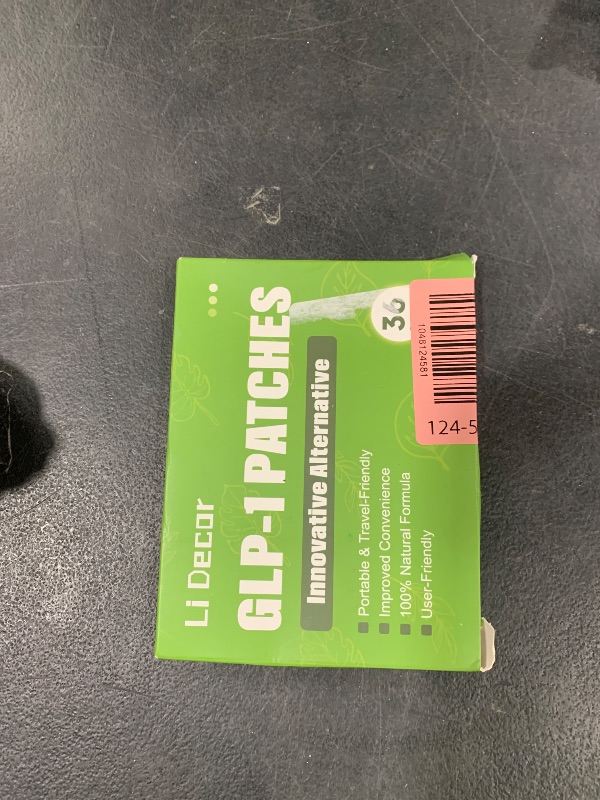 Li Decor
GLP-1 PATCHES
Innovative Alternative
Portable & Travel-Friendly
Improved Convenience
100% Natural Formula
User-Friendly
36
1048124581
124-5